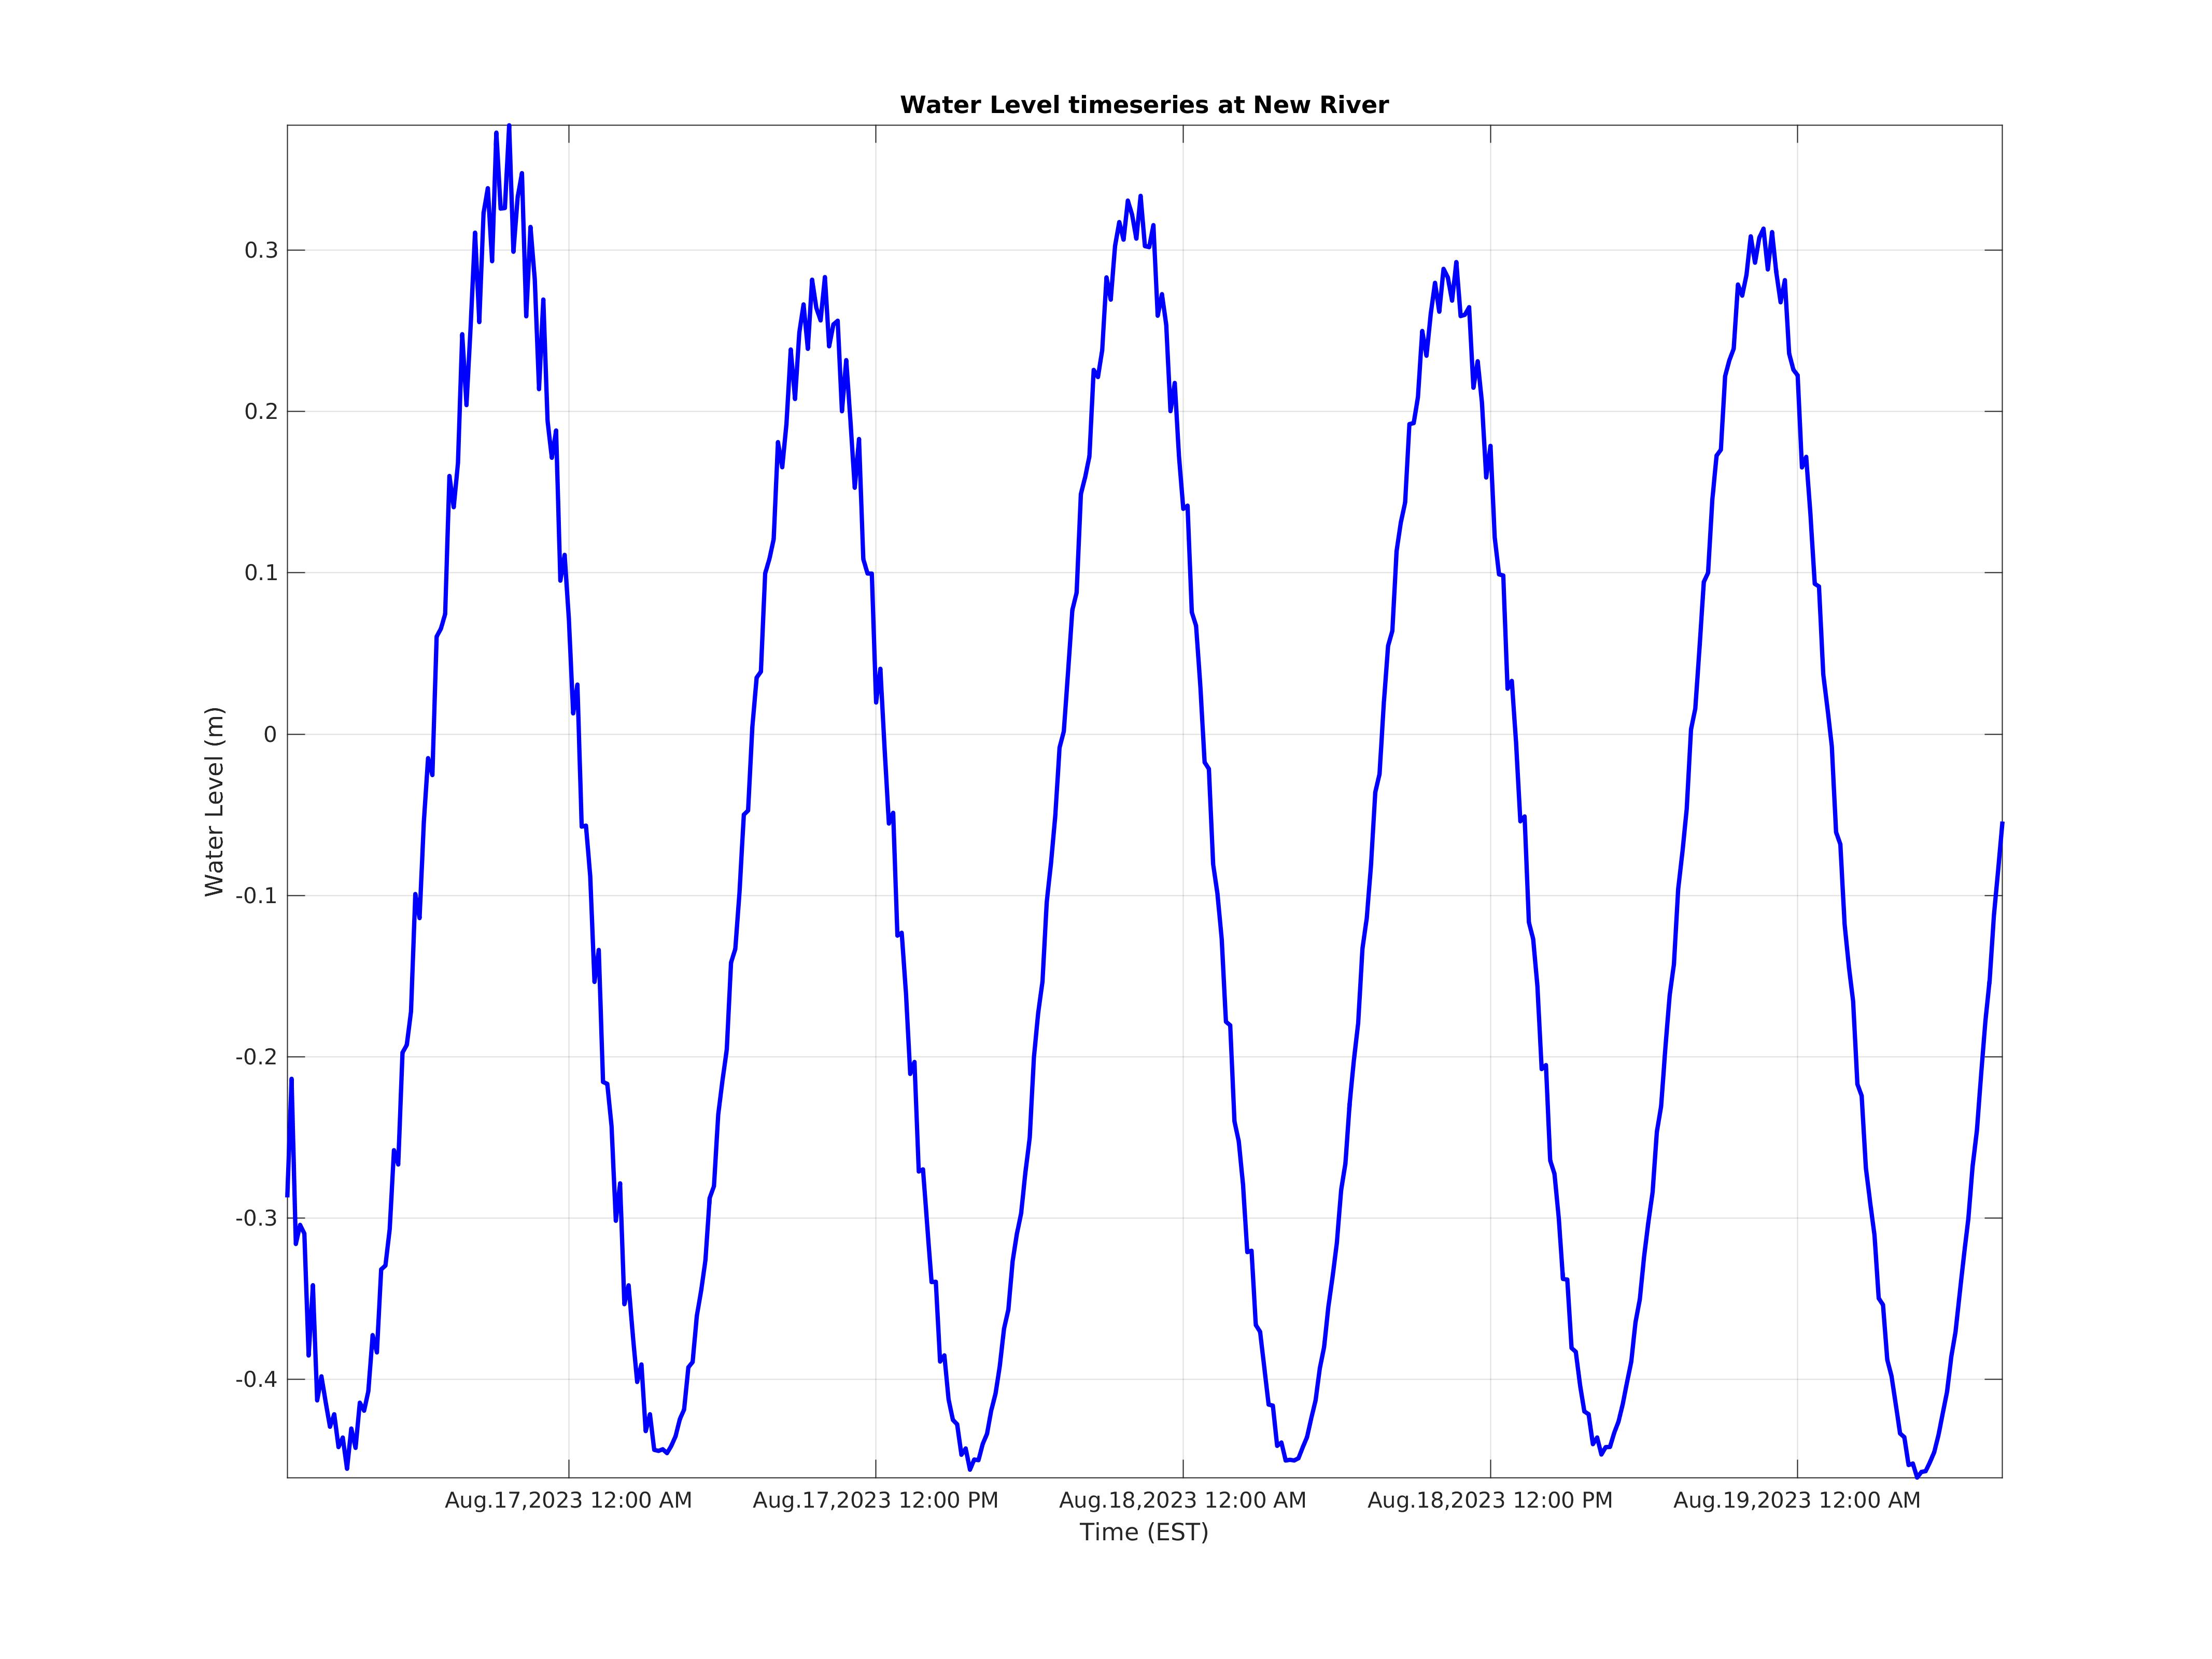 Water Level timeseries at New River
0.3
0.2
0.1
0
-0.1
-0.2
-0.3
-0.4
Water Level (m)
Aug.17,2023 12:00 AM
Aug.17,2023 12:00 PM
Aug.18,2023 12:00 AM
Aug.18,2023 12:00 PM
Aug.19,2023 12:00 AM
Time (EST)